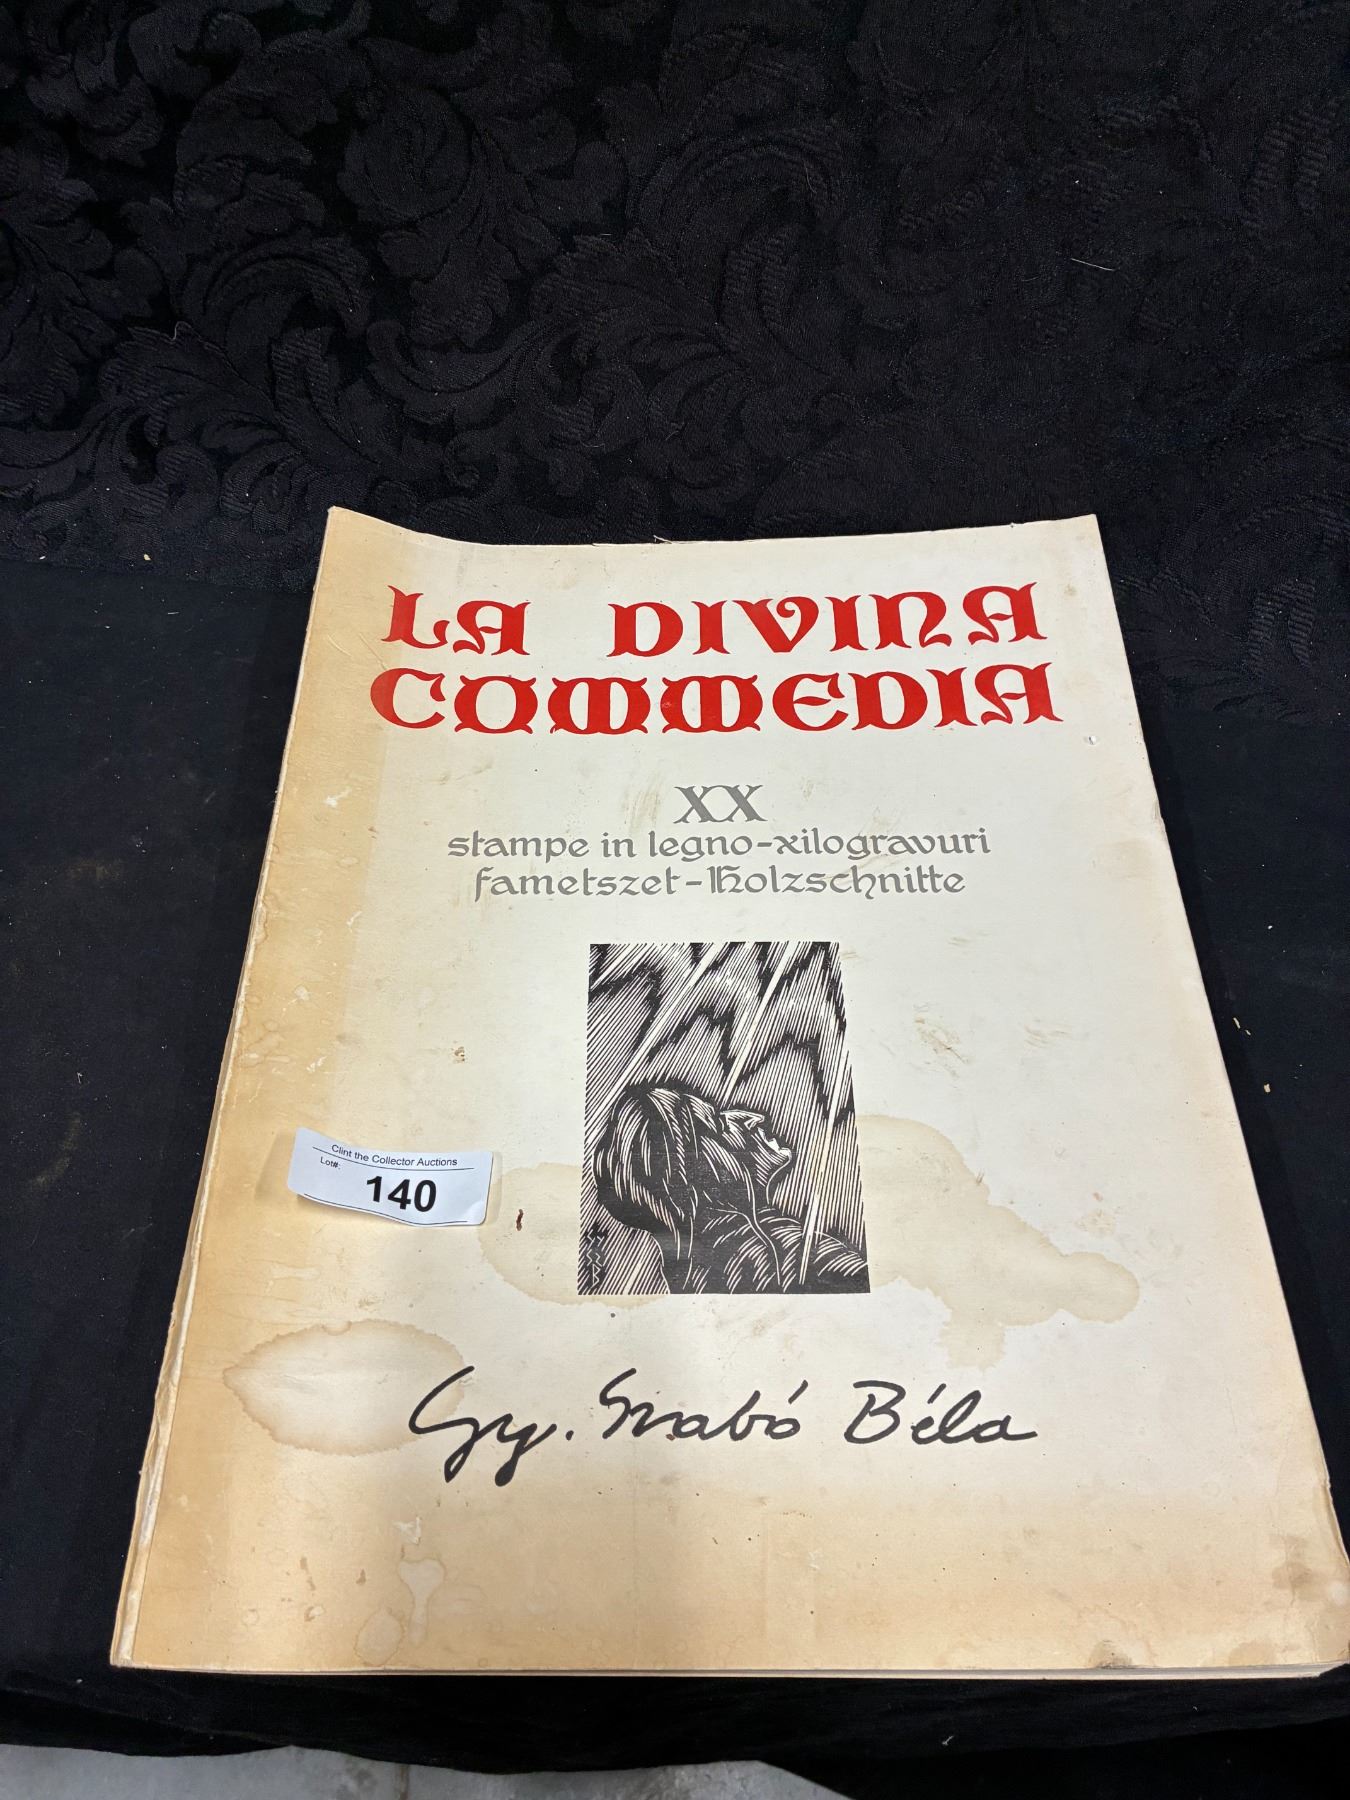 LA DIVINA
COMMEDIA
XX
stampe in legno-xilogravuri
fametszet-Holzschnitte
Clint the Collector Auctions
Lot#:
140
Gy. Szabó Béla